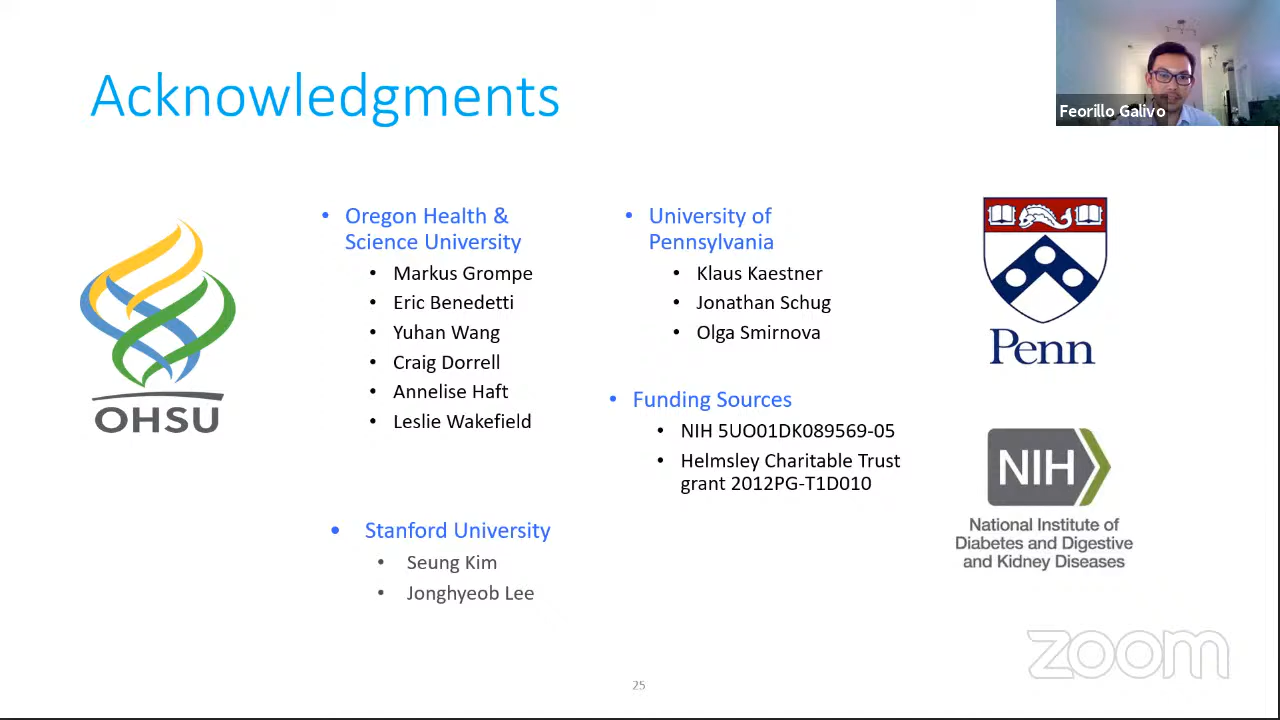 Acknowledgments
Feorillo Galivo
• Oregon Health &
Science University
• Markus Grompe
• Eric Benedetti
• Yuhan Wang
• Craig Dorrell
• Annelise Haft
• Leslie Wakefield
• Stanford University
• Seung Kim
• Jonghyeob Lee
• University of
Pennsylvania
• Klaus Kaestner
• Jonathan Schug
• Olga Smirnova
• Funding Sources
• NIH 5UO01DK089569-05
• Helmsley Charitable Trust
grant 2012PG-T1D010
OHSU
Penn
NIH
National Institute of
Diabetes and Digestive
and Kidney Diseases
zoom
25